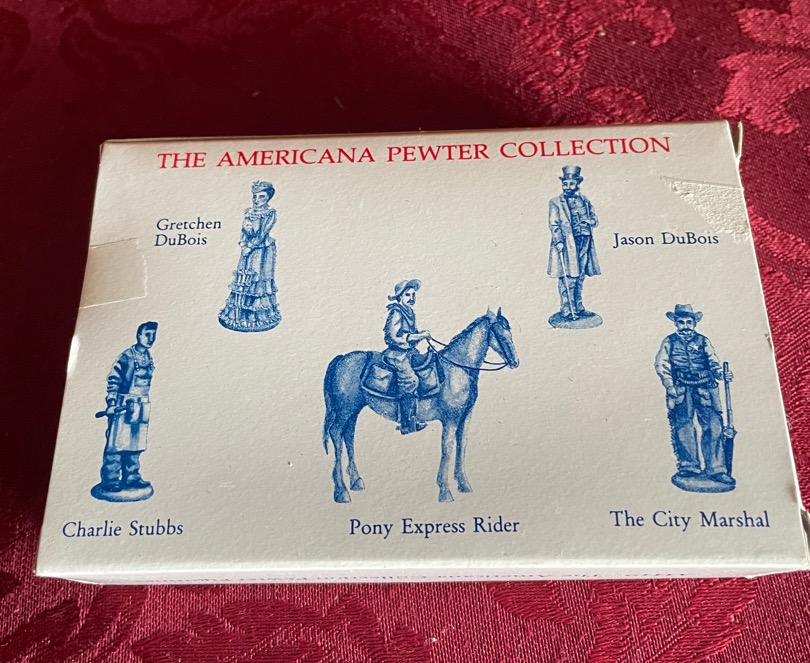 THE AMERICANA PEWTER COLLECTION
Gretchen
DuBois
Jason DuBois
Charlie Stubbs
Pony Express Rider
The City Marshal